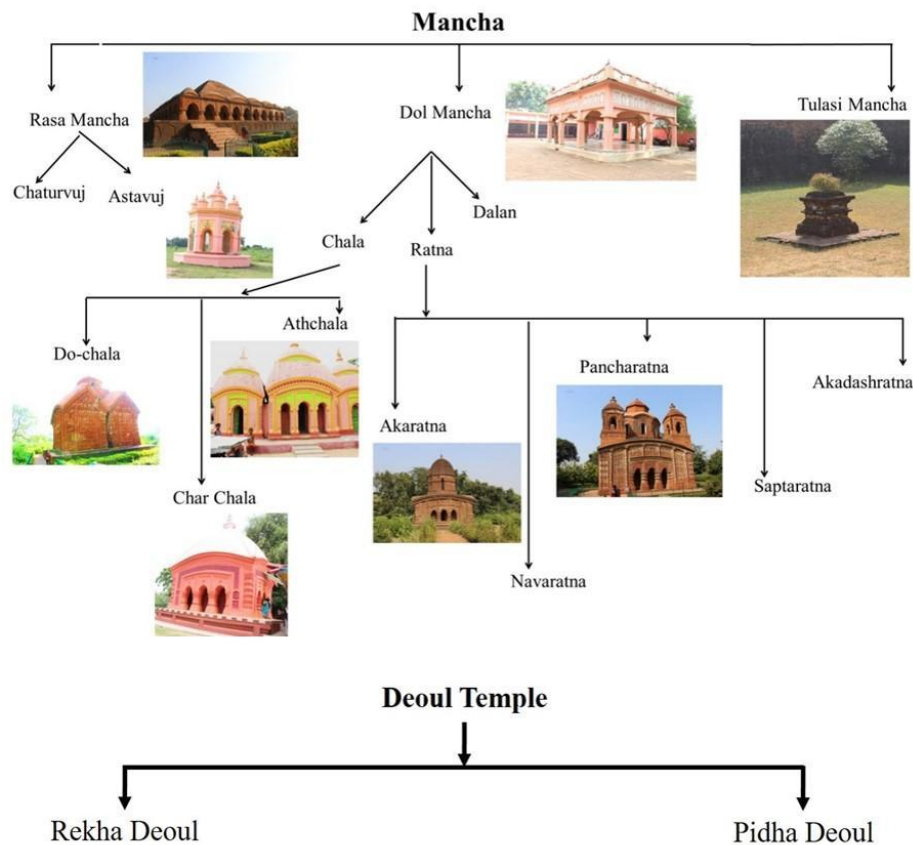 Mancha
Rasa Mancha
Dol Mancha
Tulasi Mancha
Chaturvuj
Astavuj
Chala
Ratna
Dalan
Do-chala
Athchala
Char Chala
Akaratna
Pancharatna
Akadashratna
Saptaratna
Navaratna
Deoul Temple
Rekha Deoul
Pidha Deoul